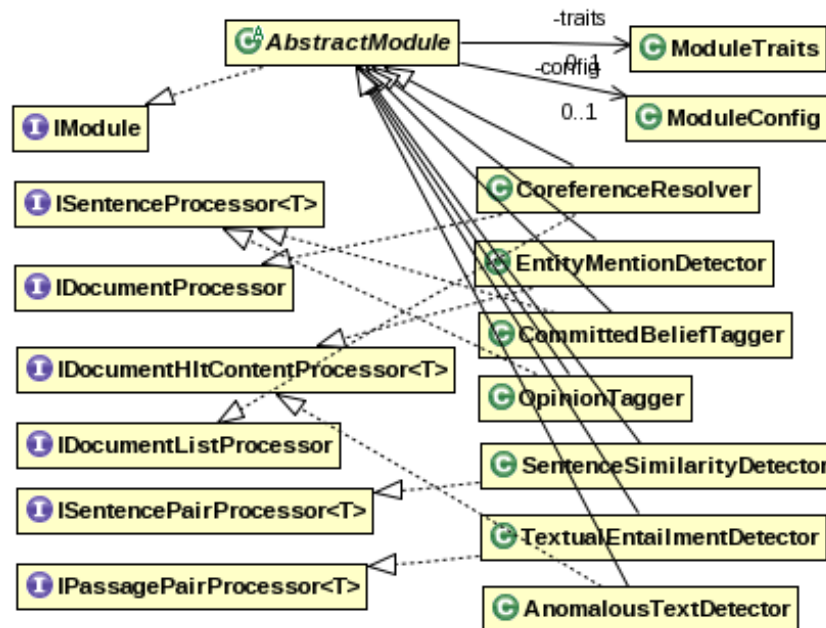 AbstractModule
-traits
0..1
ModuleTraits
-config
0..1
ModuleConfig
IModule
ISentenceProcessor<T>
CoreferenceResolver
EntityMentionDetector
IDocumentProcessor
CommittedBeliefTagger
IDocumentHltContentProcessor<T>
OpinionTagger
IDocumentListProcessor
SentenceSimilarityDetector
ISentencePairProcessor<T>
TextualEntailmentDetector
IPassagePairProcessor<T>
AnomalousTextDetector